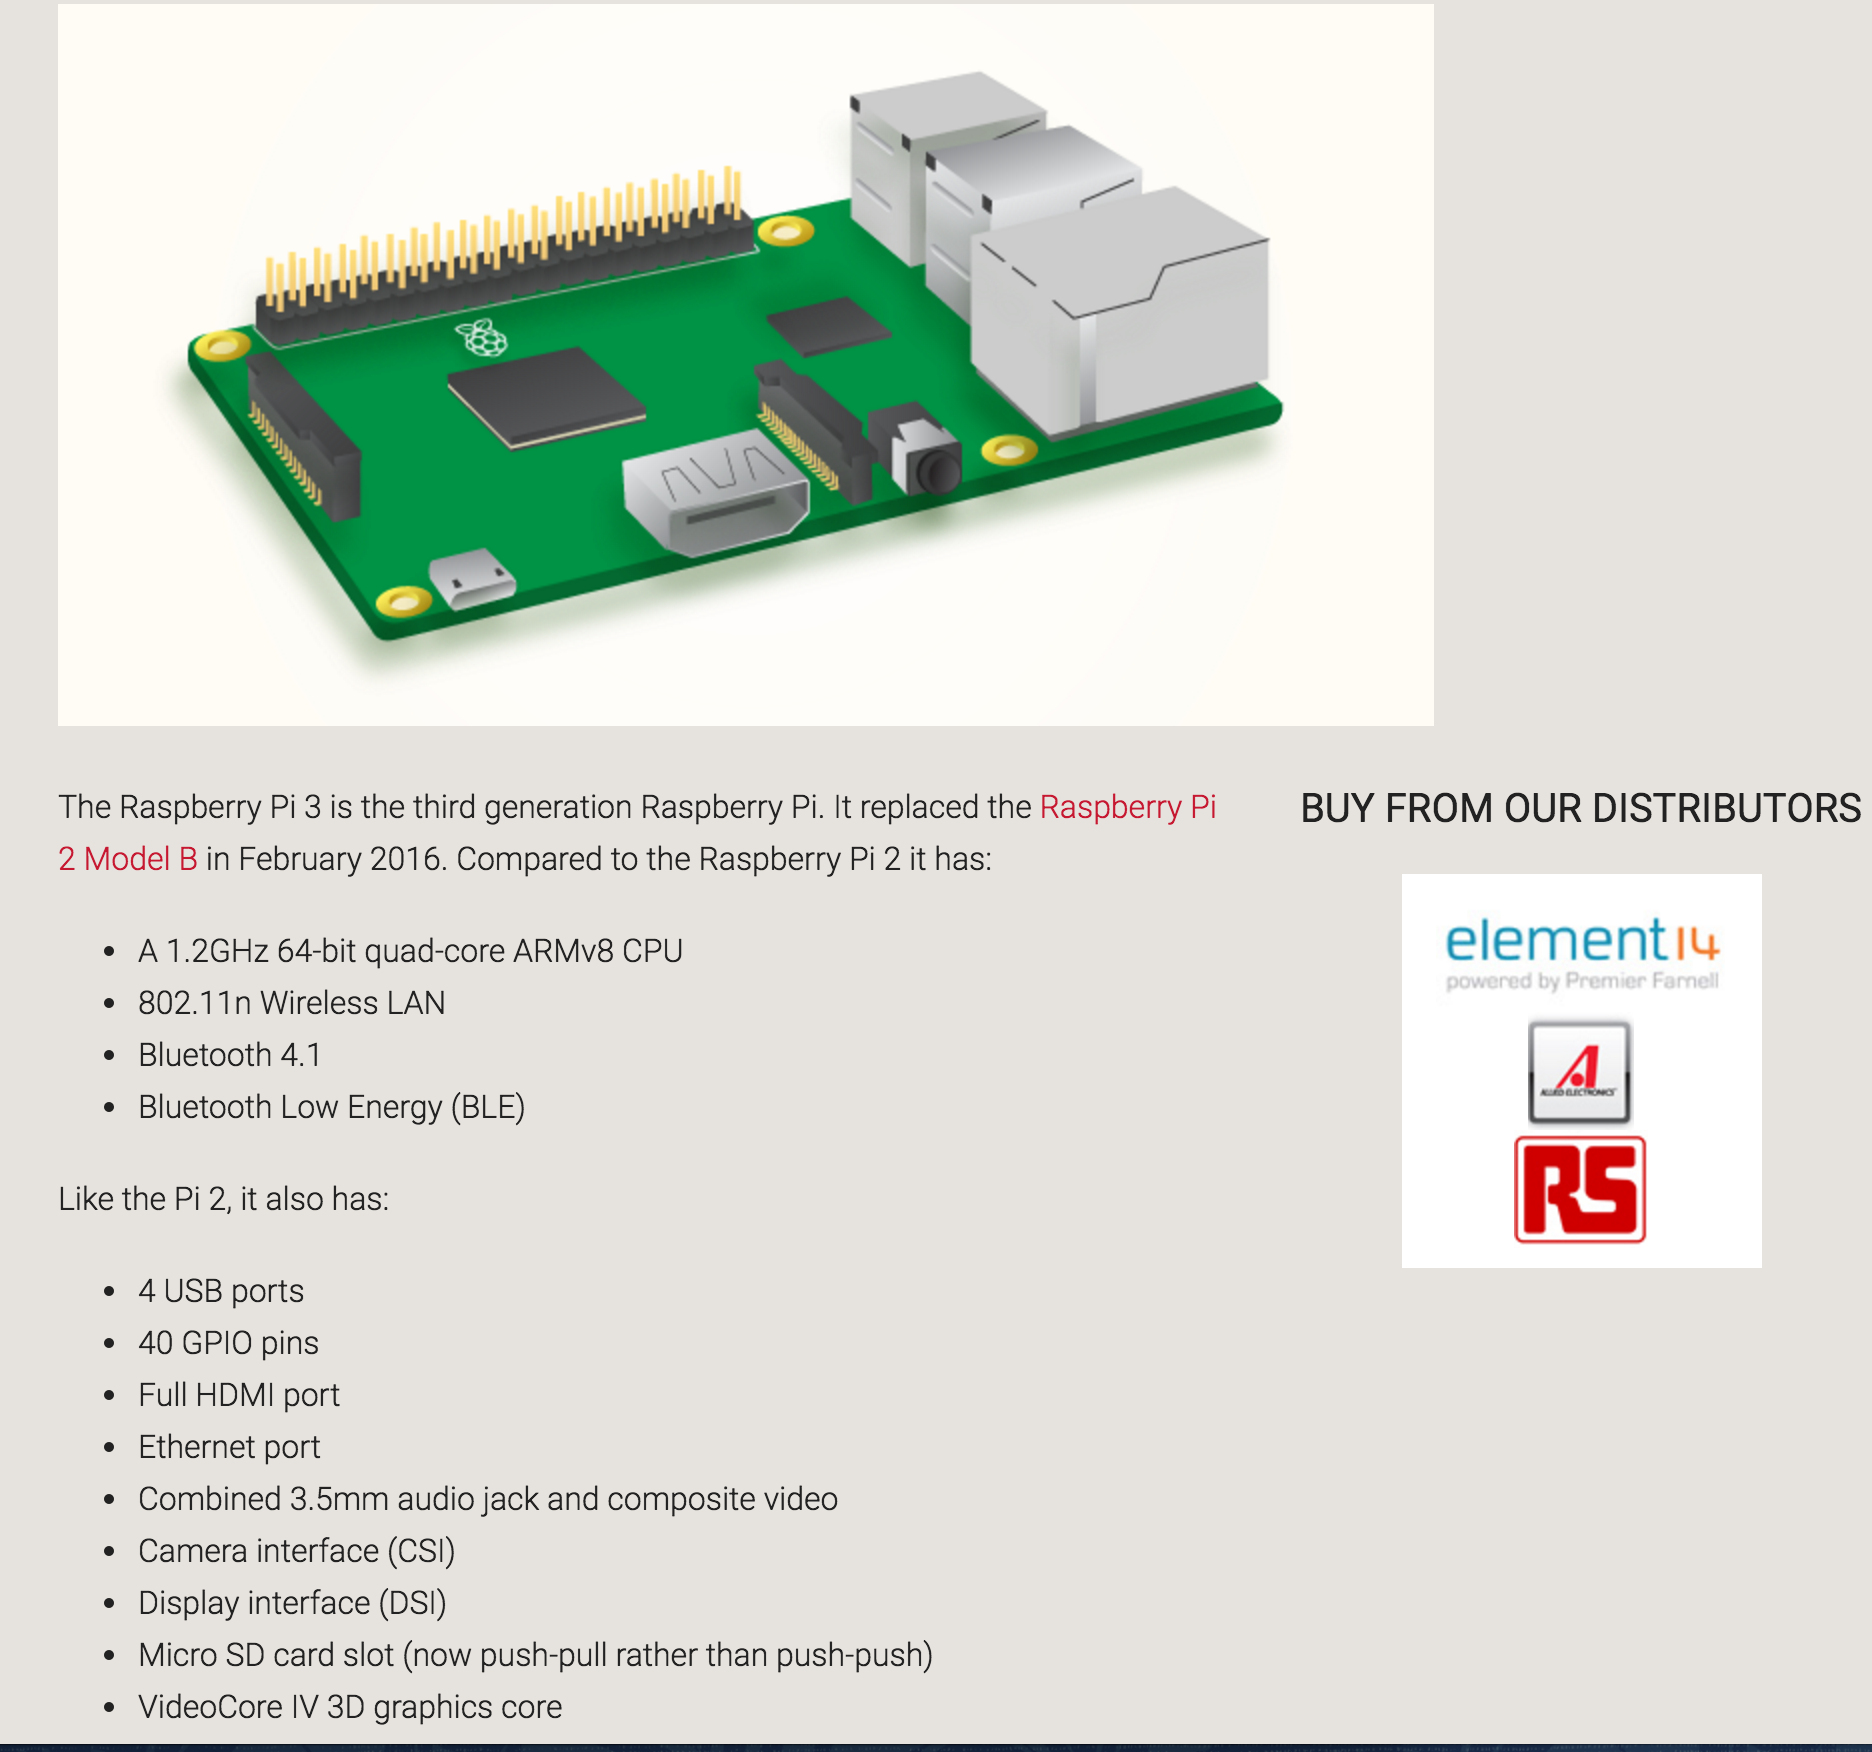 The Raspberry Pi 3 is the third generation Raspberry Pi. It replaced the Raspberry Pi
2 Model B in February 2016. Compared to the Raspberry Pi 2 it has:
• A 1.2GHz 64-bit quad-core ARMv8 CPU
• 802.11n Wireless LAN
• Bluetooth 4.1
• Bluetooth Low Energy (BLE)
Like the Pi 2, it also has:
• 4 USB ports
• 40 GPIO pins
• Full HDMI port
• Ethernet port
• Combined 3.5mm audio jack and composite video
• Camera interface (CSI)
• Display interface (DSI)
• Micro SD card slot (now push-pull rather than push-push)
• VideoCore IV 3D graphics core
BUY FROM OUR DISTRIBUTORS
element14
powered by Premier Farnell
A
ALLIED ELECTRONICS
RS